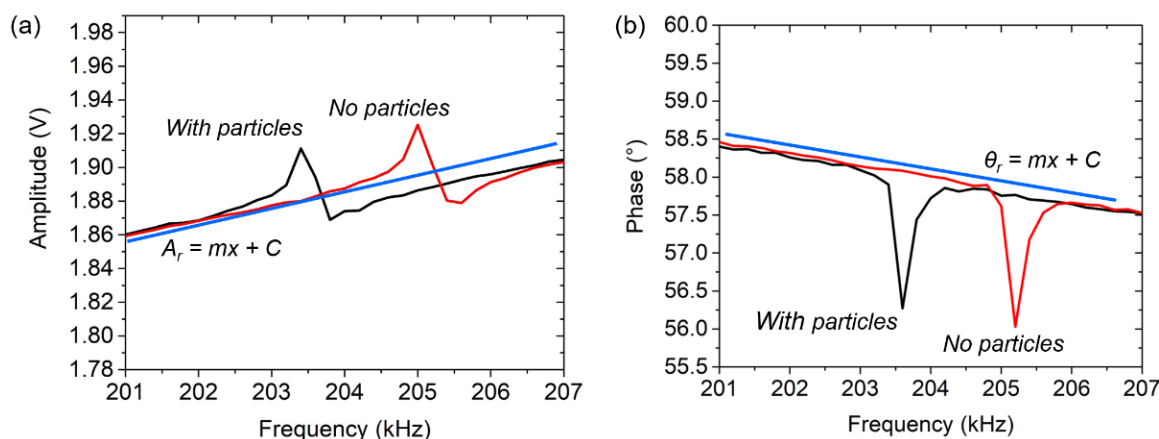 (a)
1.98
1.96
1.94
1.92
1.90
1.88
1.86
1.84
1.82
1.80
1.78
Amplitude (V)
With particles
No particles
Aᵣ = mx + C
201 202 203 204 205 206 207
Frequency (kHz)
(b)
60.0
59.5
59.0
58.5
58.0
57.5
57.0
56.5
56.0
55.5
Phase (°)
θᵣ = mx + C
With particles
No particles
201 202 203 204 205 206 207
Frequency (kHz)